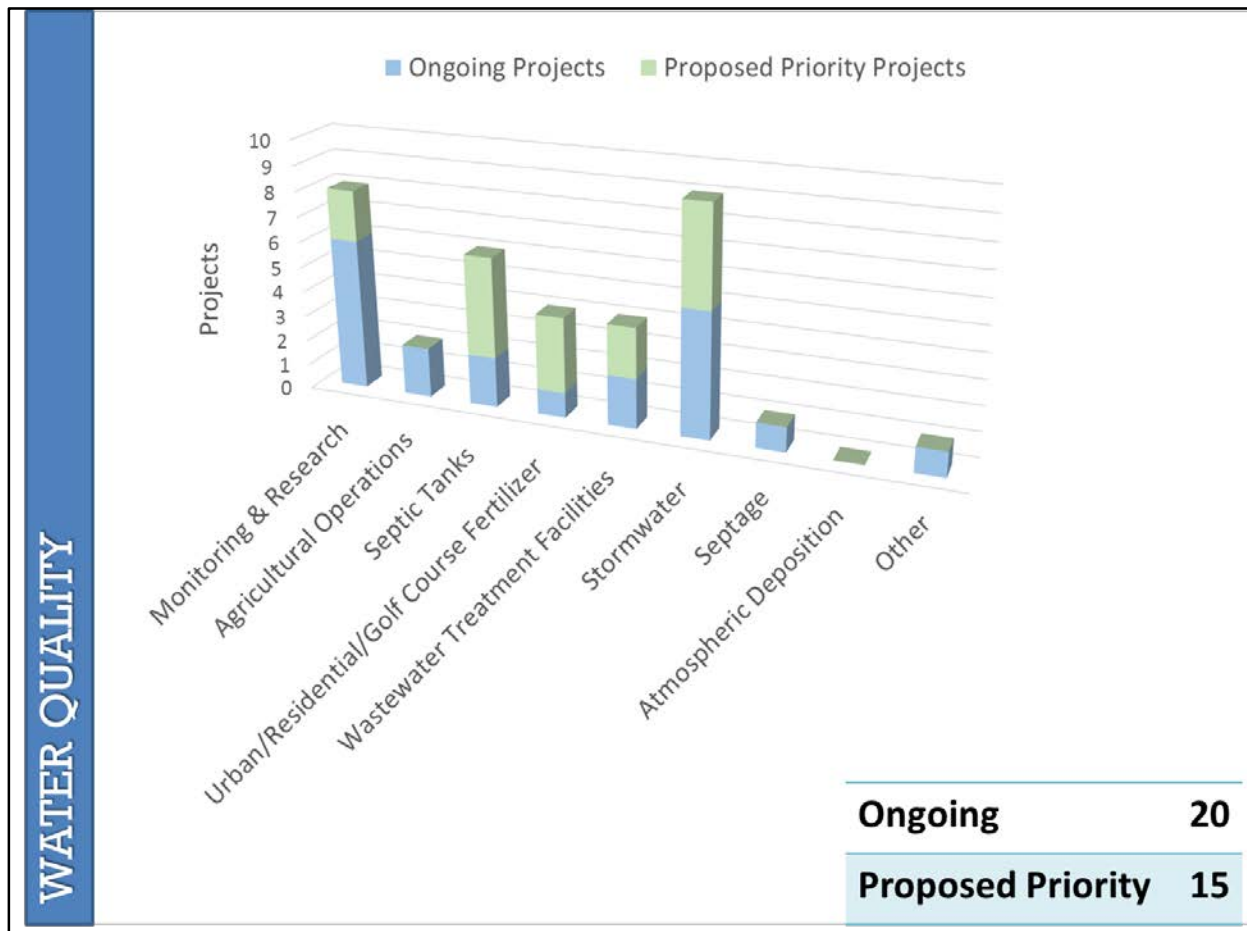 WATER QUALITY
Ongoing Projects
Proposed Priority Projects
Projects
10
9
8
7
6
5
4
3
2
1
0
Monitoring & Research
Agricultural Operations
Septic Tanks
Urban/Residential/Golf Course Fertilizer
Wastewater Treatment Facilities
Stormwater
Septage
Atmospheric Deposition
Other
Ongoing 20
Proposed Priority 15